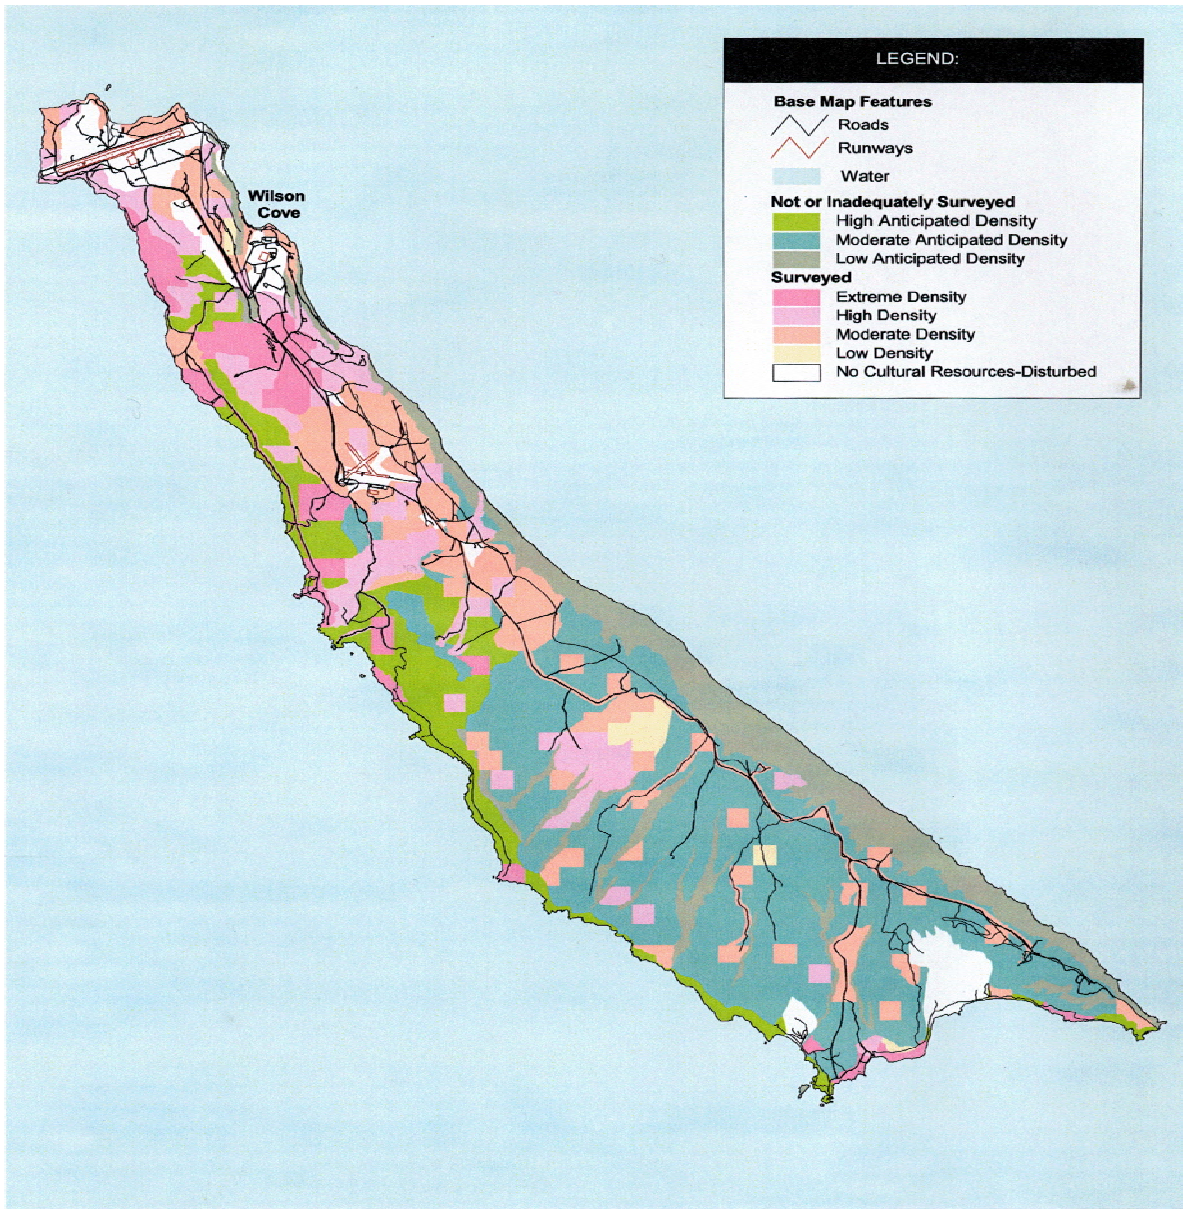 LEGEND:
Base Map Features
Roads
Runways
Water
Not or Inadequately Surveyed
High Anticipated Density
Moderate Anticipated Density
Low Anticipated Density
Surveyed
Extreme Density
High Density
Moderate Density
Low Density
No Cultural Resources-Disturbed
Wilson
Cove